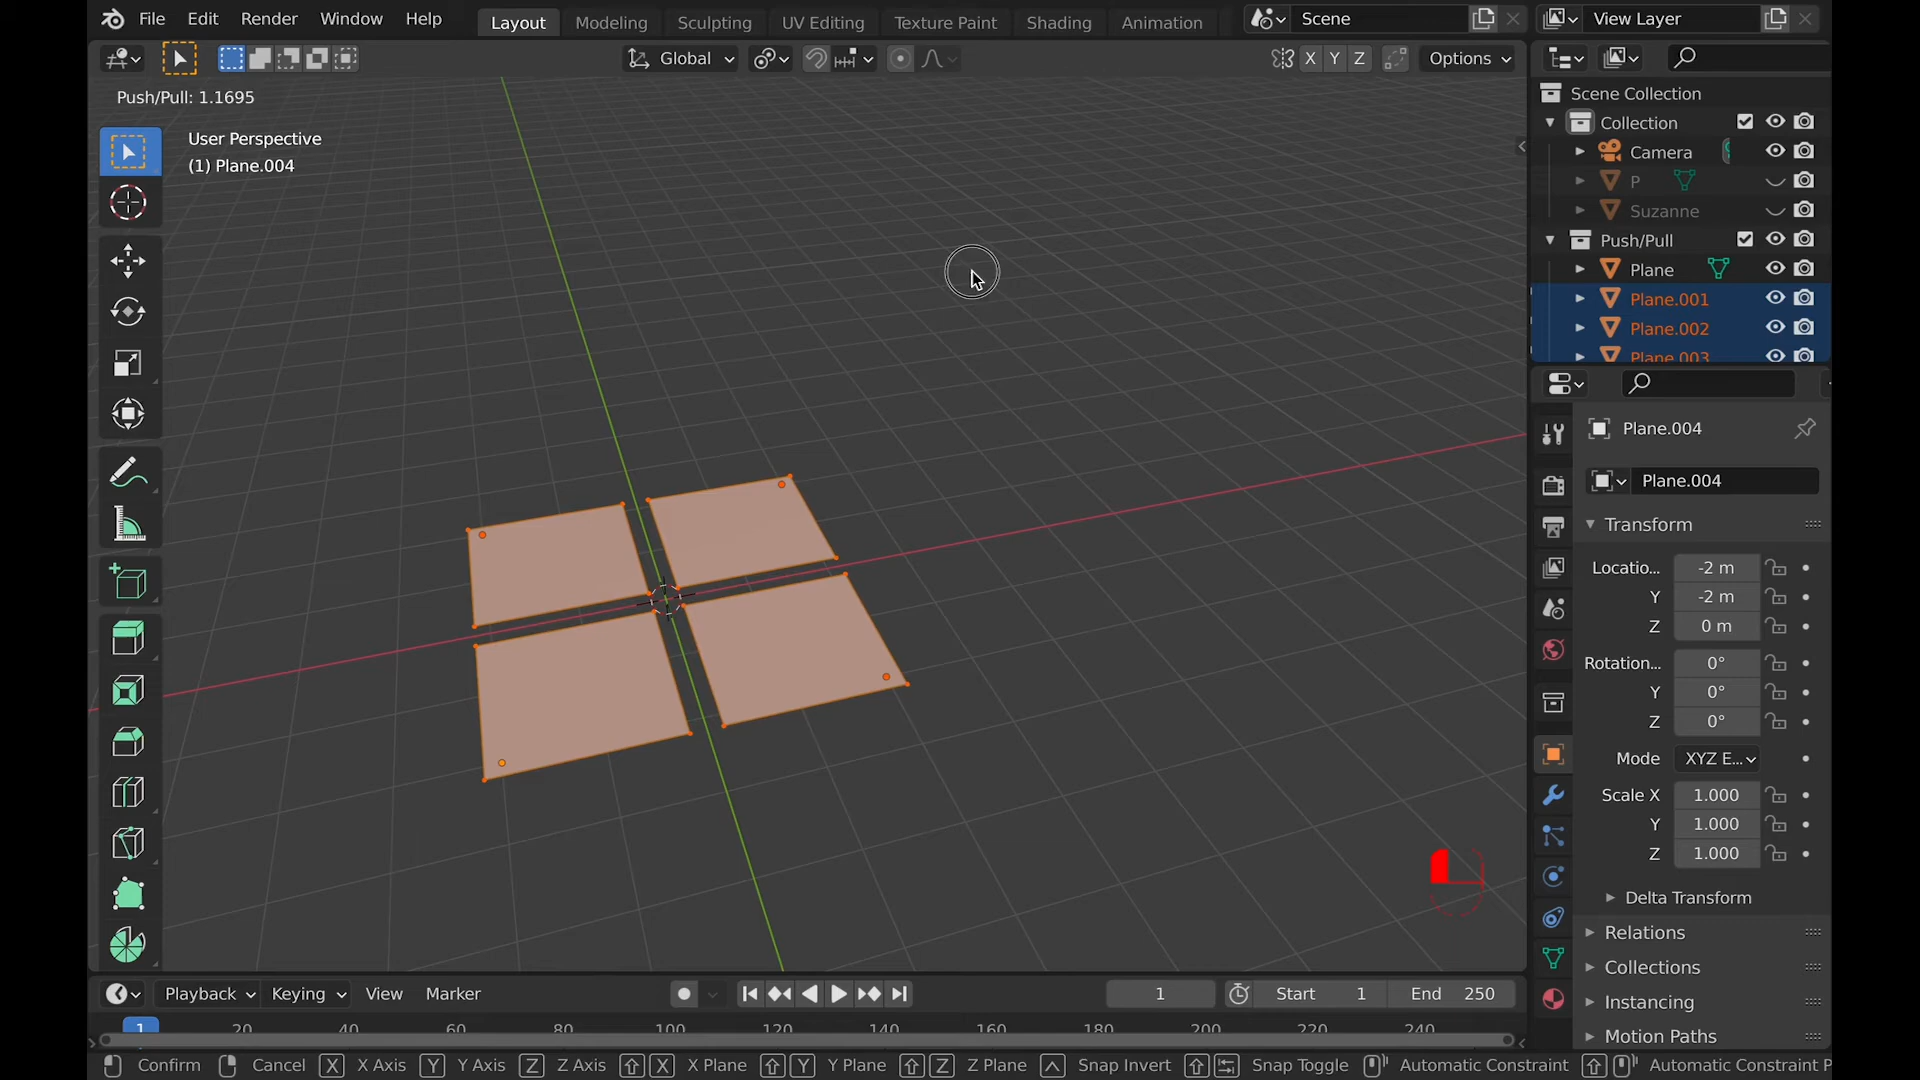 File Edit Render Window Help
Layout Modeling Sculpting UV Editing Texture Paint Shading Animation
Scene
View Layer
Global
X Y Z
Options
Push/Pull: 1.1695
User Perspective
(1) Plane.004
Scene Collection
Collection
Camera
P
Suzanne
Push/Pull
Plane
Plane.001
Plane.002
Plane.003
Plane.004
Plane.004
Transform
Locatio... -2 m
Y -2 m
Z 0 m
Rotation... 0°
Y 0°
Z 0°
Mode XYZ E...
Scale X 1.000
Y 1.000
Z 1.000
Delta Transform
Relations
Collections
Instancing
Motion Paths
Playback Keying View Marker
1 Start 1 End 250
1 20 40 60 80 100 120 140 160 180 200 220 240
Confirm Cancel X X Axis Y Y Axis Z Z Axis X X Plane Y Y Plane Z Z Plane Snap Invert Snap Toggle Automatic Constraint Automatic Constraint P